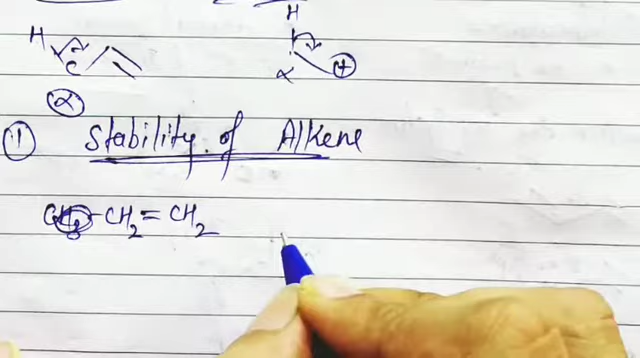 H
H
C
α
+
α
① Stability of Alkene
CH3-CH2=CH2